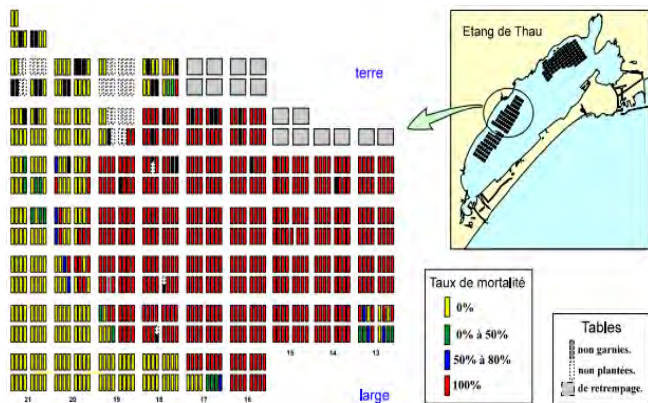 Etang de Thau
terre
Taux de mortalité
0%
0% à 50%
50% à 80%
100%
Tables
non garnies.
non plantées.
de retrempage.
15 14 13
21 20 19 18 17 16
large